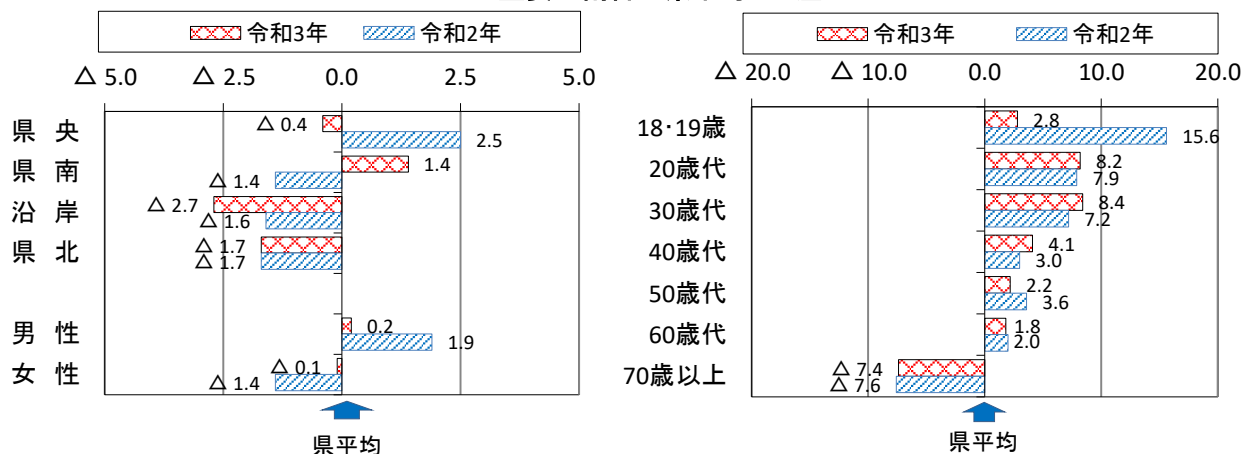 令和3年 令和2年
△ 5.0 △ 2.5 0.0 2.5 5.0
県 央 △ 0.4 2.5
県 南 1.4 △ 1.4
沿 岸 △ 2.7 △ 1.6
県 北 △ 1.7 △ 1.7
男 性 0.2 1.9
女 性 △ 0.1 △ 1.4
県平均
令和3年 令和2年
△ 20.0 △ 10.0 0.0 10.0 20.0
18･19歳 2.8 15.6
20歳代 8.2 7.9
30歳代 8.4 7.2
40歳代 4.1 3.0
50歳代 2.2 3.6
60歳代 1.8 2.0
70歳以上 △ 7.4 △ 7.6
県平均